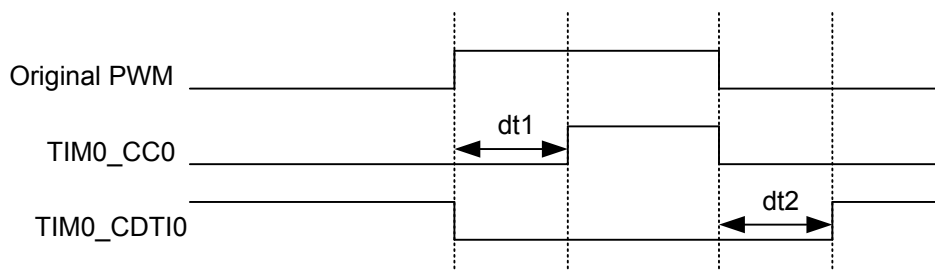 Original PWM
dt1
TIM0_CC0
dt2
TIM0_CDTI0